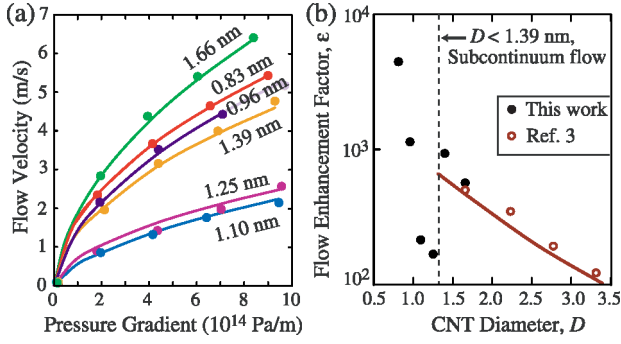 (a)
Flow Velocity (m/s)
7
6
5
4
3
2
1
0
1.66 nm
0.83 nm
0.96 nm
1.39 nm
1.25 nm
1.10 nm
0 2 4 6 8 10
Pressure Gradient (10¹⁴ Pa/m)
(b)
Flow Enhancement Factor, ε
10⁴
10³
10²
D < 1.39 nm,
Subcontinuum flow
This work
Ref. 3
0.5 1.0 1.5 2.0 2.5 3.0 3.5
CNT Diameter, D